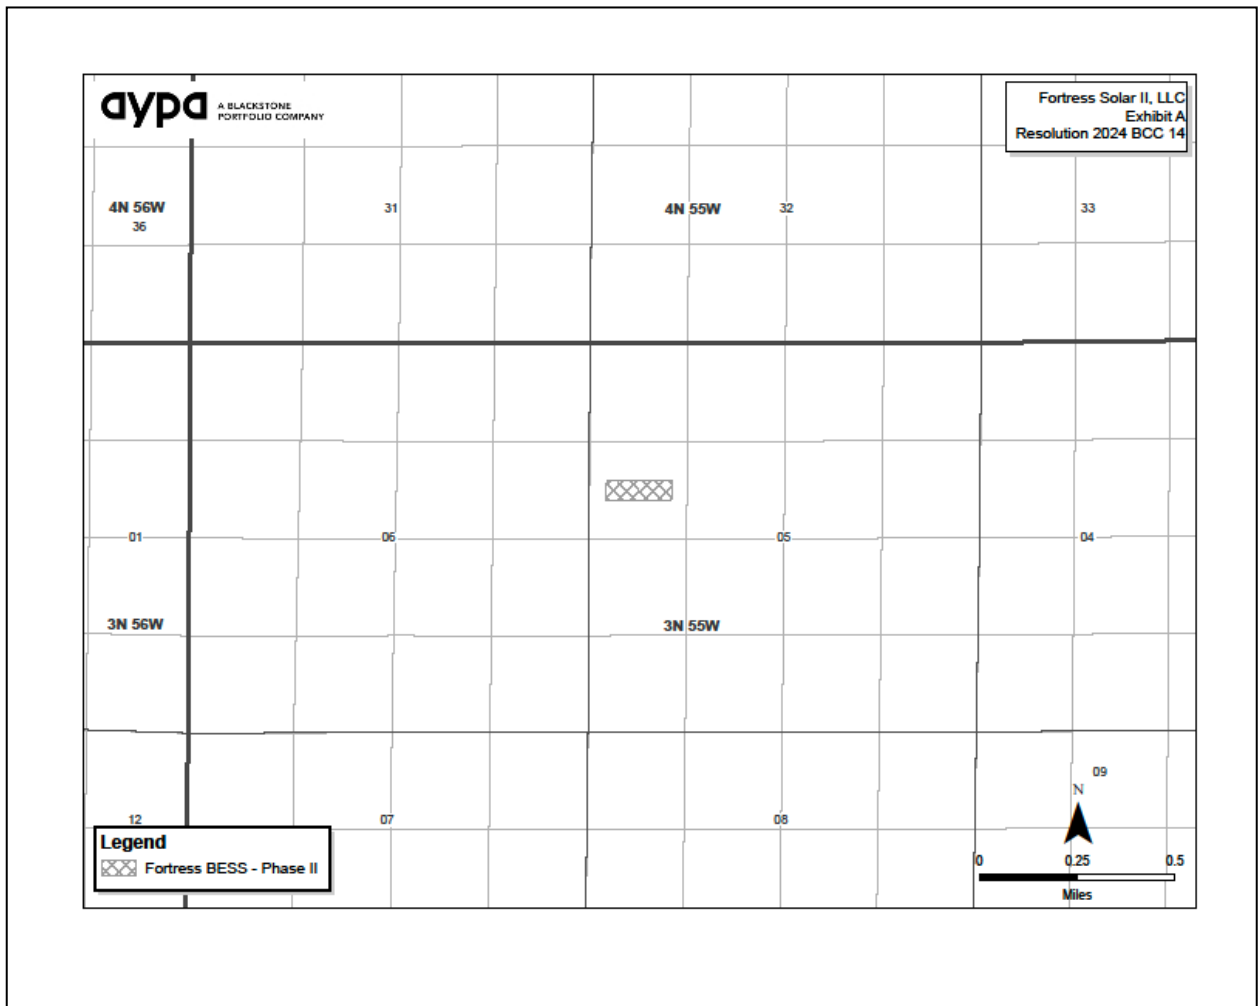 aypa
A BLACKSTONE
PORTFOLIO COMPANY
Fortress Solar II, LLC
Exhibit A
Resolution 2024 BCC 14
4N 56W
36
31
4N 55W
32
33
01
06
05
04
3N 56W
3N 55W
09
12
07
08
N
Legend
Fortress BESS - Phase II
0 0.25 0.5
Miles